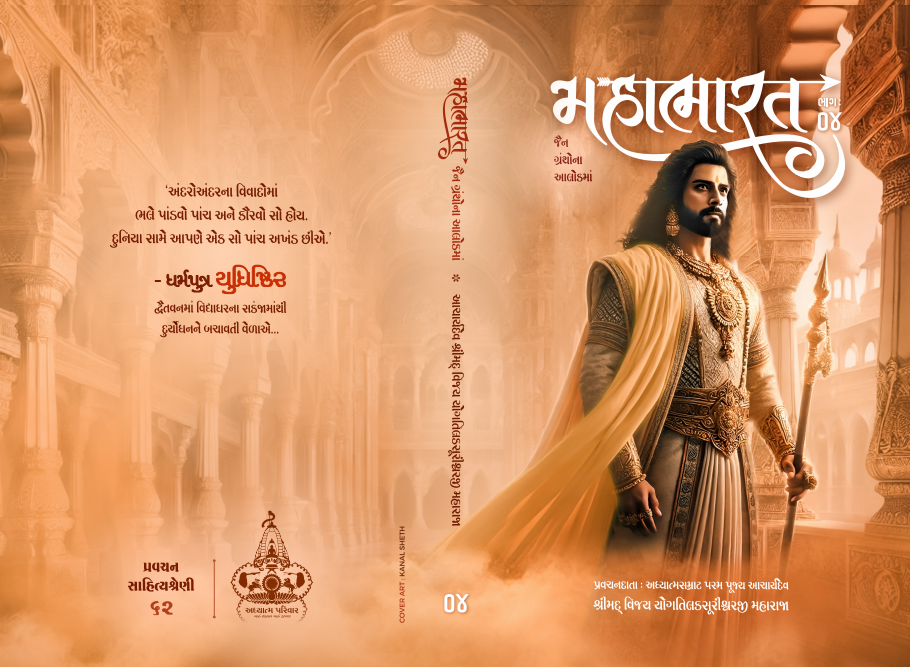 'અંદરોઅંદરના વિવાદોમાં
ભલે પાંડવો પાંચ અને કૌરવો સો હોય.
દુનિયા સામે આપણે એક સો પાંચ અખંડ છીએ.'
- ધર્મપુત્ર યુધિષ્ઠિર
દ્વૈતવનમાં વિદ્યાધરના સકંજામાંથી
દુર્યોધનને બચાવતી વેળાએ...
પ્રવચન
સાહિત્યશ્રેણી
૬૨
અધ્યાત્મ પરિવાર
COVER ART : KANAL SHETH
મહાભારત જૈન ગ્રંથોના આલોકમાં * આચાર્યદેવ શ્રીમદ્ વિજય યોગતિલકસૂરીશ્વરજી મહારાજા
૦૪
મહાભારત
ભાગ :
૦૪
જૈન
ગ્રંથોના
આલોકમાં
પ્રવચનદાતા : અધ્યાત્મસમ્રાટ પરમ પૂજ્ય આચાર્યદેવ
શ્રીમદ્ વિજય યોગતિલકસૂરીશ્વરજી મહારાજા